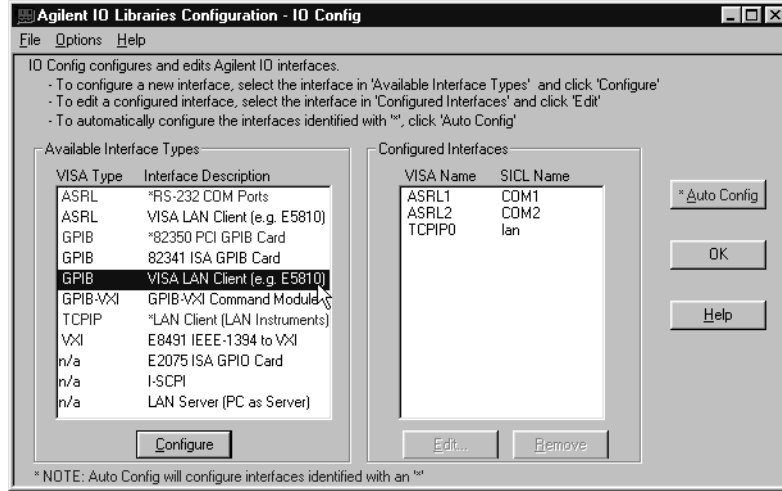 Agilent IO Libraries Configuration - IO Config
File Options Help
IO Config configures and edits Agilent IO interfaces.
- To configure a new interface, select the interface in 'Available Interface Types' and click 'Configure'
- To edit a configured interface, select the interface in 'Configured Interfaces' and click 'Edit'
- To automatically configure the interfaces identified with '*', click 'Auto Config'
Available Interface Types
VISA Type Interface Description
ASRL *RS-232 COM Ports
ASRL VISA LAN Client (e.g. E5810)
GPIB *82350 PCI GPIB Card
GPIB 82341 ISA GPIB Card
GPIB VISA LAN Client (e.g. E5810)
GPIB-VXI GPIB-VXI Command Module
TCPIP *LAN Client (LAN Instruments)
VXI E8491 IEEE-1394 to VXI
n/a E2075 ISA GPIO Card
n/a I-SCPI
n/a LAN Server (PC as Server)
Configure
Configured Interfaces
VISA Name SICL Name
ASRL1 COM1
ASRL2 COM2
TCPIP0 lan
Edit... Remove
* Auto Config
OK
Help
* NOTE: Auto Config will configure interfaces identified with an '*'